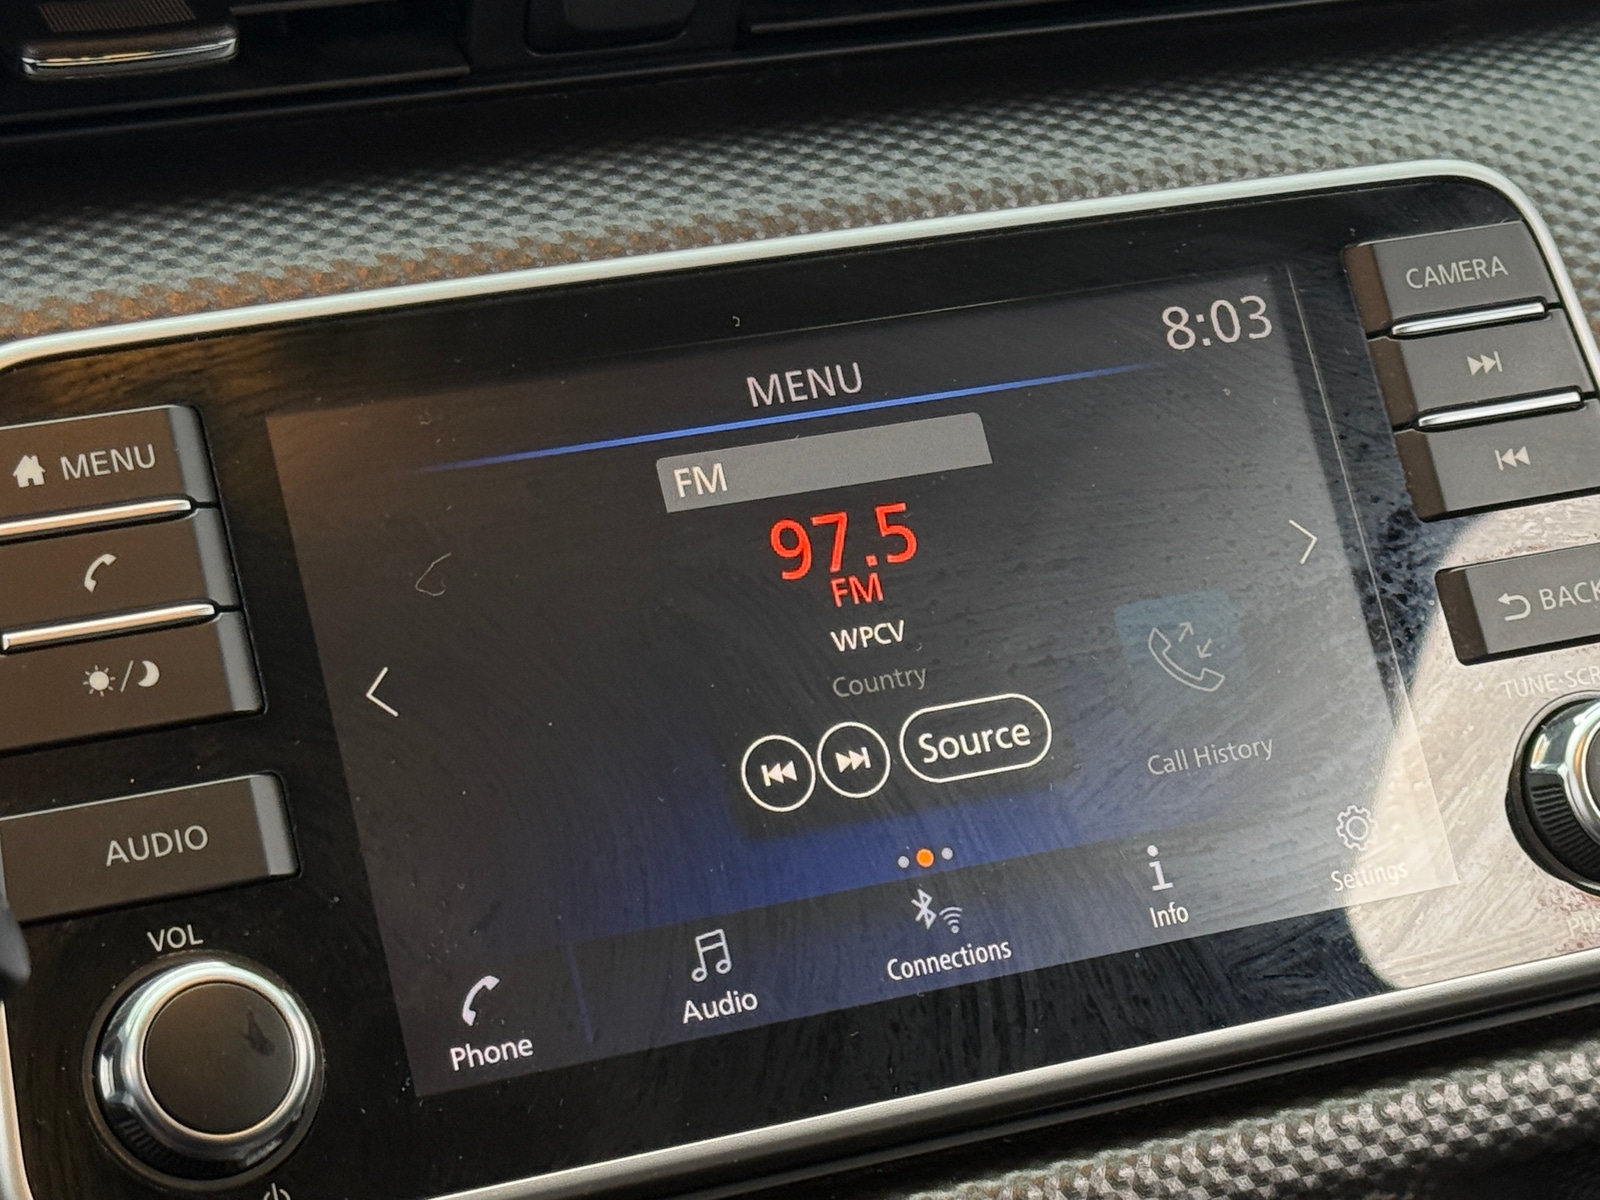 8:03
MENU
FM
97.5
FM
WPCV
Country
Source
Call History
Phone
Audio
Connections
Info
Settings
MENU
AUDIO
VOL
CAMERA
BACK